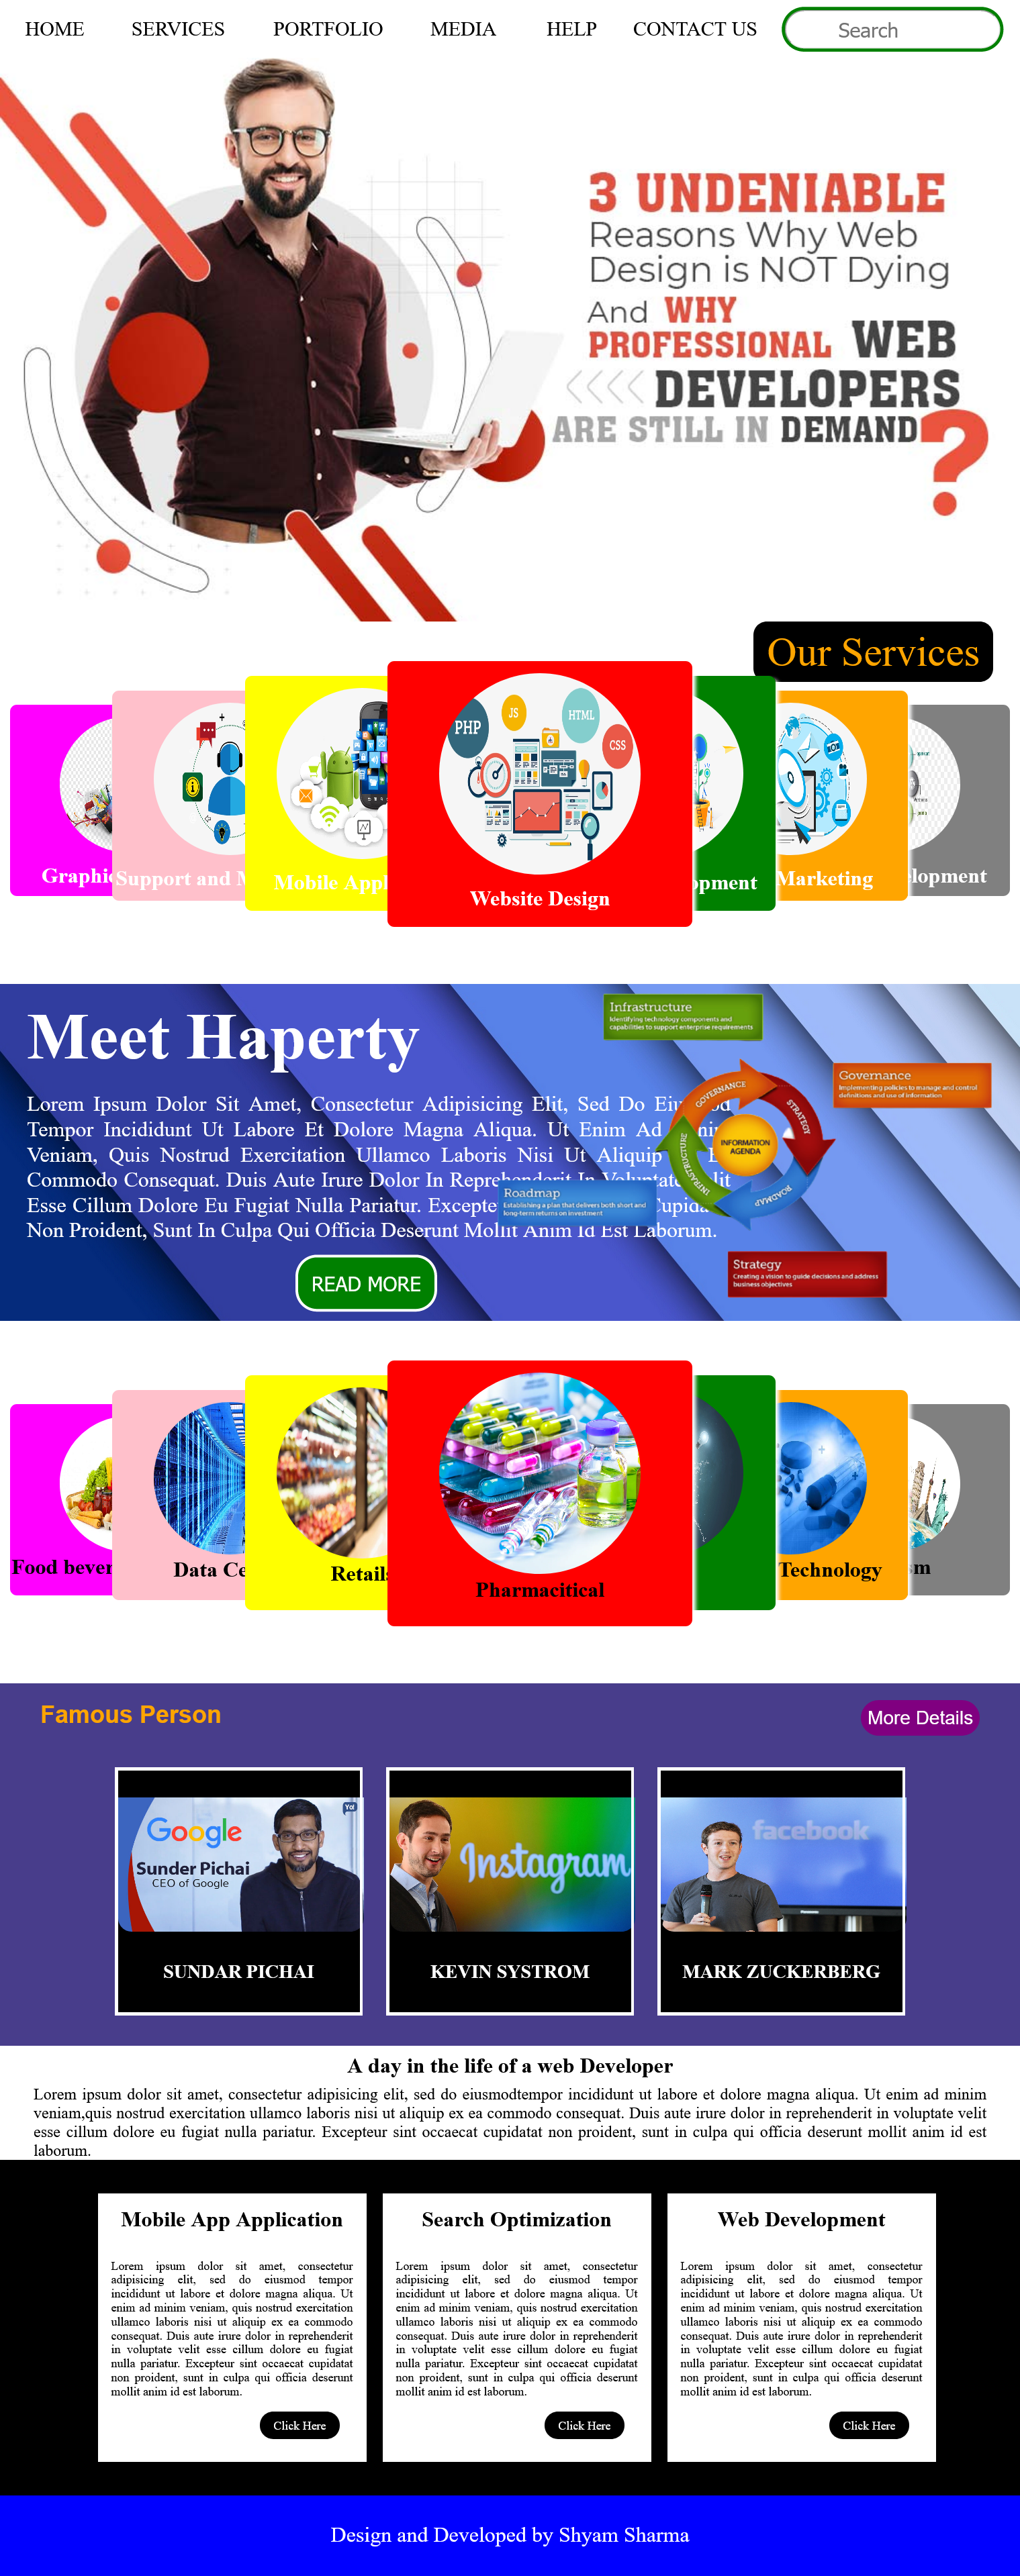 HOME SERVICES PORTFOLIO MEDIA HELP CONTACT US Search
3 UNDENIABLE
Reasons Why Web
Design is NOT Dying
And WHY
PROFESSIONAL WEB
DEVELOPERS
ARE STILL IN DEMAND?
Our Services
PHP
JS
HTML
CSS
Graphic
Support and M
Mobile Appl
Website Design
opment
Marketing
lopment
Meet Haperty
Lorem Ipsum Dolor Sit Amet, Consectetur Adipisicing Elit, Sed Do
Tempor Incididunt Ut Labore Et Dolore Magna Aliqua. Ut Enim Ad
Veniam, Quis Nostrud Exercitation Ullamco Laboris Nisi Ut Aliquip
Commodo Consequat. Duis Aute Irure Dolor In Reprehenderit In Voluptate
Esse Cillum Dolore Eu Fugiat Nulla Pariatur.
Non Proident, Sunt In Culpa Qui Officia Deserunt Mollit Anim Id Est Laborum.
READ MORE
Infrastructure
Identifying technology components and
capabilities to support enterprise requirements
Governance
Implementing policies to manage and control
definitions and use of information
GOVERNANCE
STRATEGY
ROADMAP
INFRASTRUCTURE
INFORMATION
AGENDA
Roadmap
Establishing a plan that delivers both short and
long-term returns on investment
Strategy
Creating a vision to guide decisions and address
business objectives
Food bever
Data Ce
Retails
Pharmacitical
Technology
sm
Famous Person
More Details
Google
Sunder Pichai
CEO of Google
Yo!
Instagram
facebook
SUNDAR PICHAI
KEVIN SYSTROM
MARK ZUCKERBERG
A day in the life of a web Developer
Lorem ipsum dolor sit amet, consectetur adipisicing elit, sed do eiusmodtempor incididunt ut labore et dolore magna aliqua. Ut enim ad minim
veniam,quis nostrud exercitation ullamco laboris nisi ut aliquip ex ea commodo consequat. Duis aute irure dolor in reprehenderit in voluptate velit
esse cillum dolore eu fugiat nulla pariatur. Excepteur sint occaecat cupidatat non proident, sunt in culpa qui officia deserunt mollit anim id est
laborum.
Mobile App Application
Lorem ipsum dolor sit amet, consectetur
adipisicing elit, sed do eiusmod tempor
incididunt ut labore et dolore magna aliqua. Ut
enim ad minim veniam, quis nostrud exercitation
ullamco laboris nisi ut aliquip ex ea commodo
consequat. Duis aute irure dolor in reprehenderit
in voluptate velit esse cillum dolore eu fugiat
nulla pariatur. Excepteur sint occaecat cupidatat
non proident, sunt in culpa qui officia deserunt
mollit anim id est laborum.
Click Here
Search Optimization
Lorem ipsum dolor sit amet, consectetur
adipisicing elit, sed do eiusmod tempor
incididunt ut labore et dolore magna aliqua. Ut
enim ad minim veniam, quis nostrud exercitation
ullamco laboris nisi ut aliquip ex ea commodo
consequat. Duis aute irure dolor in reprehenderit
in voluptate velit esse cillum dolore eu fugiat
nulla pariatur. Excepteur sint occaecat cupidatat
non proident, sunt in culpa qui officia deserunt
mollit anim id est laborum.
Click Here
Web Development
Lorem ipsum dolor sit amet, consectetur
adipisicing elit, sed do eiusmod tempor
incididunt ut labore et dolore magna aliqua. Ut
enim ad minim veniam, quis nostrud exercitation
ullamco laboris nisi ut aliquip ex ea commodo
consequat. Duis aute irure dolor in reprehenderit
in voluptate velit esse cillum dolore eu fugiat
nulla pariatur. Excepteur sint occaecat cupidatat
non proident, sunt in culpa qui officia deserunt
mollit anim id est laborum.
Click Here
Design and Developed by Shyam Sharma